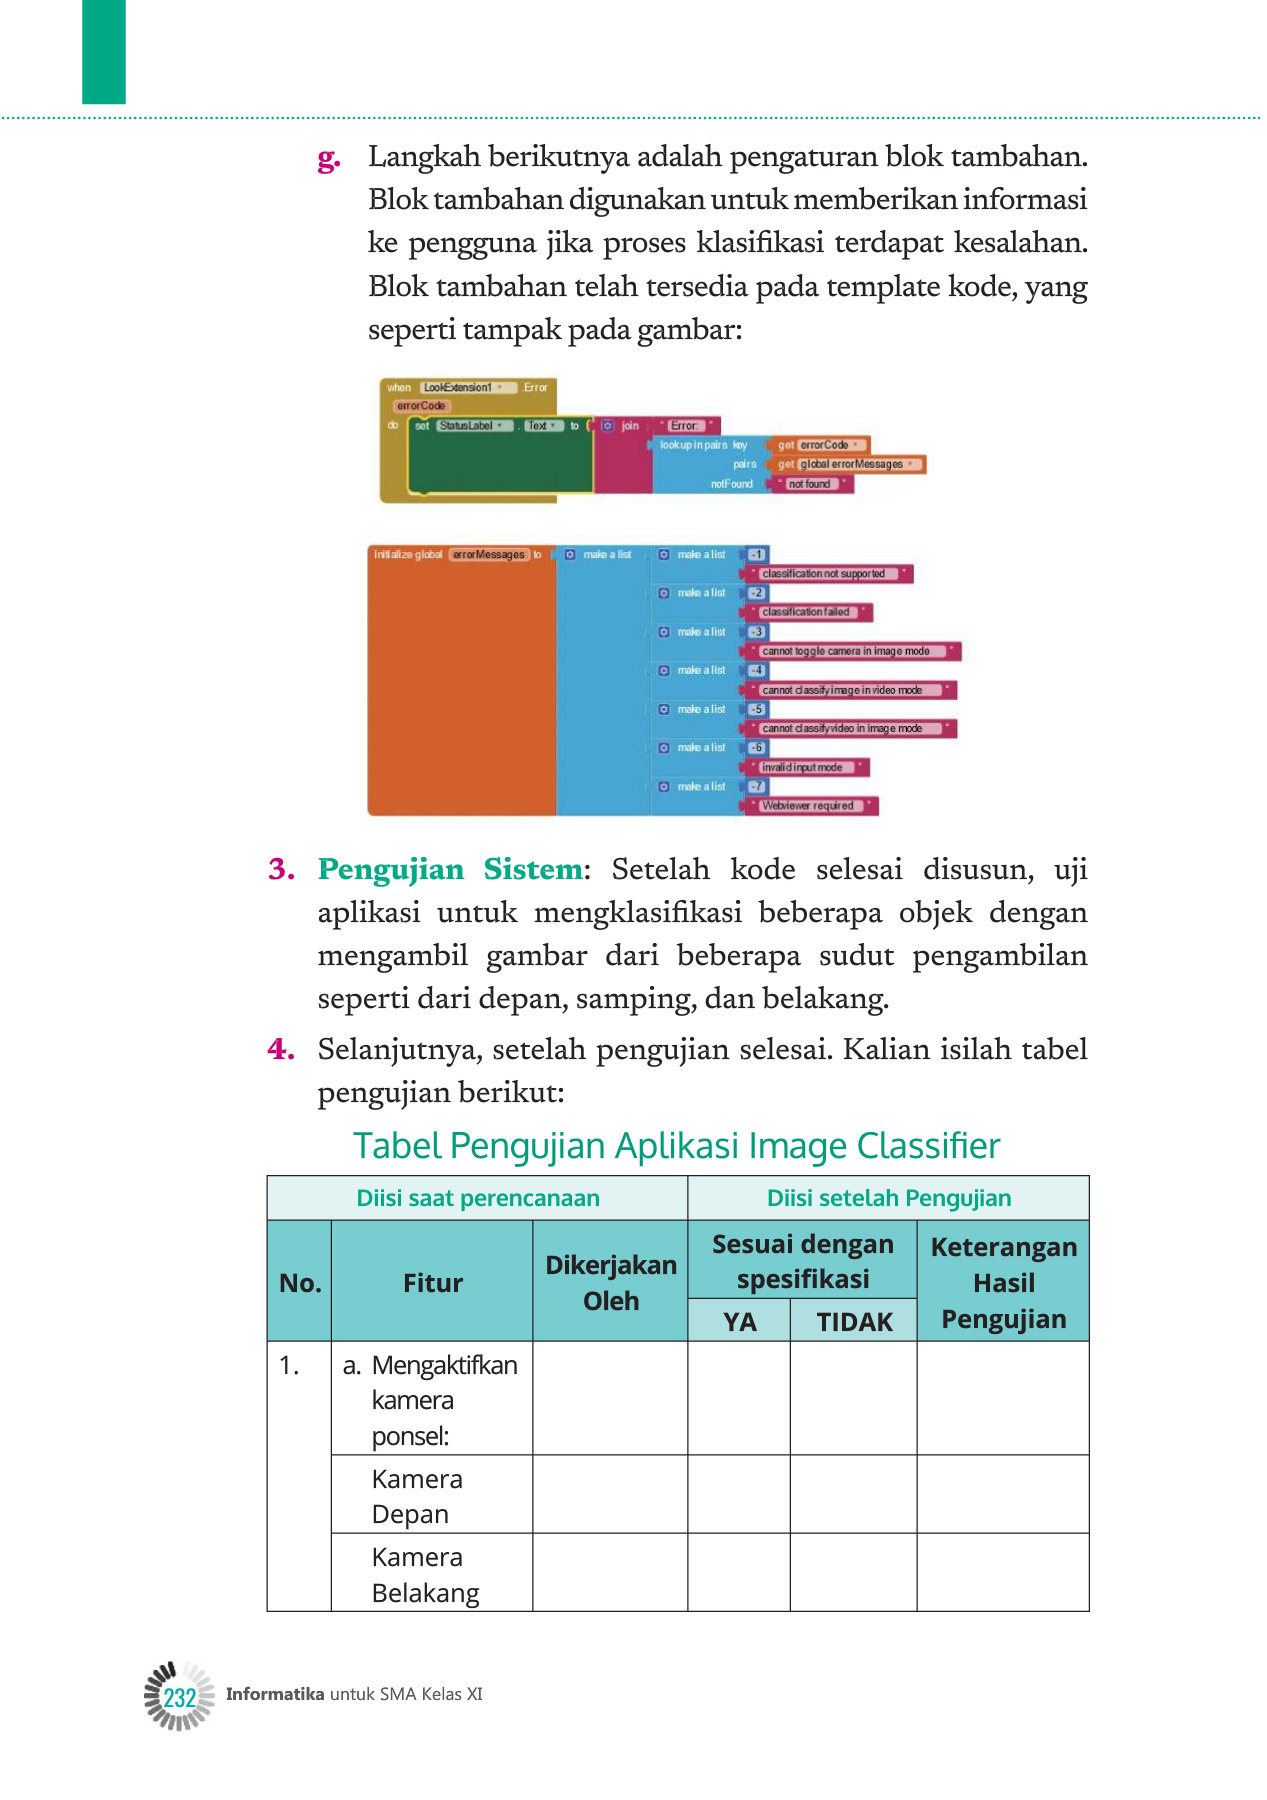 g. Langkah berikutnya adalah pengaturan blok tambahan.
Blok tambahan digunakan untuk memberikan informasi
ke pengguna jika proses klasifikasi terdapat kesalahan.
Blok tambahan telah tersedia pada template kode, yang
seperti tampak pada gambar:
when LookExtension1 .Error
errorCode
do set StatusLabel . Text to join " Error: "
lookup in pairs key get errorCode
pairs get global errorMessages
notFound " not found "
initialize global errorMessages to make a list make a list -1
" classification not supported "
make a list -2
" classification failed "
make a list -3
" cannot toggle camera in image mode "
make a list -4
" cannot classify image in video mode "
make a list -5
" cannot classify video in image mode "
make a list -6
" invalid input mode "
make a list -7
" Webviewer required "
3. Pengujian Sistem: Setelah kode selesai disusun, uji
aplikasi untuk mengklasifikasi beberapa objek dengan
mengambil gambar dari beberapa sudut pengambilan
seperti dari depan, samping, dan belakang.
4. Selanjutnya, setelah pengujian selesai. Kalian isilah tabel
pengujian berikut:
Tabel Pengujian Aplikasi Image Classifier
Diisi saat perencanaan Diisi setelah Pengujian
No. Fitur Dikerjakan Oleh Sesuai dengan spesifikasi Keterangan Hasil Pengujian
YA TIDAK
1. a. Mengaktifkan
kamera
ponsel:
Kamera
Depan
Kamera
Belakang
232 Informatika untuk SMA Kelas XI